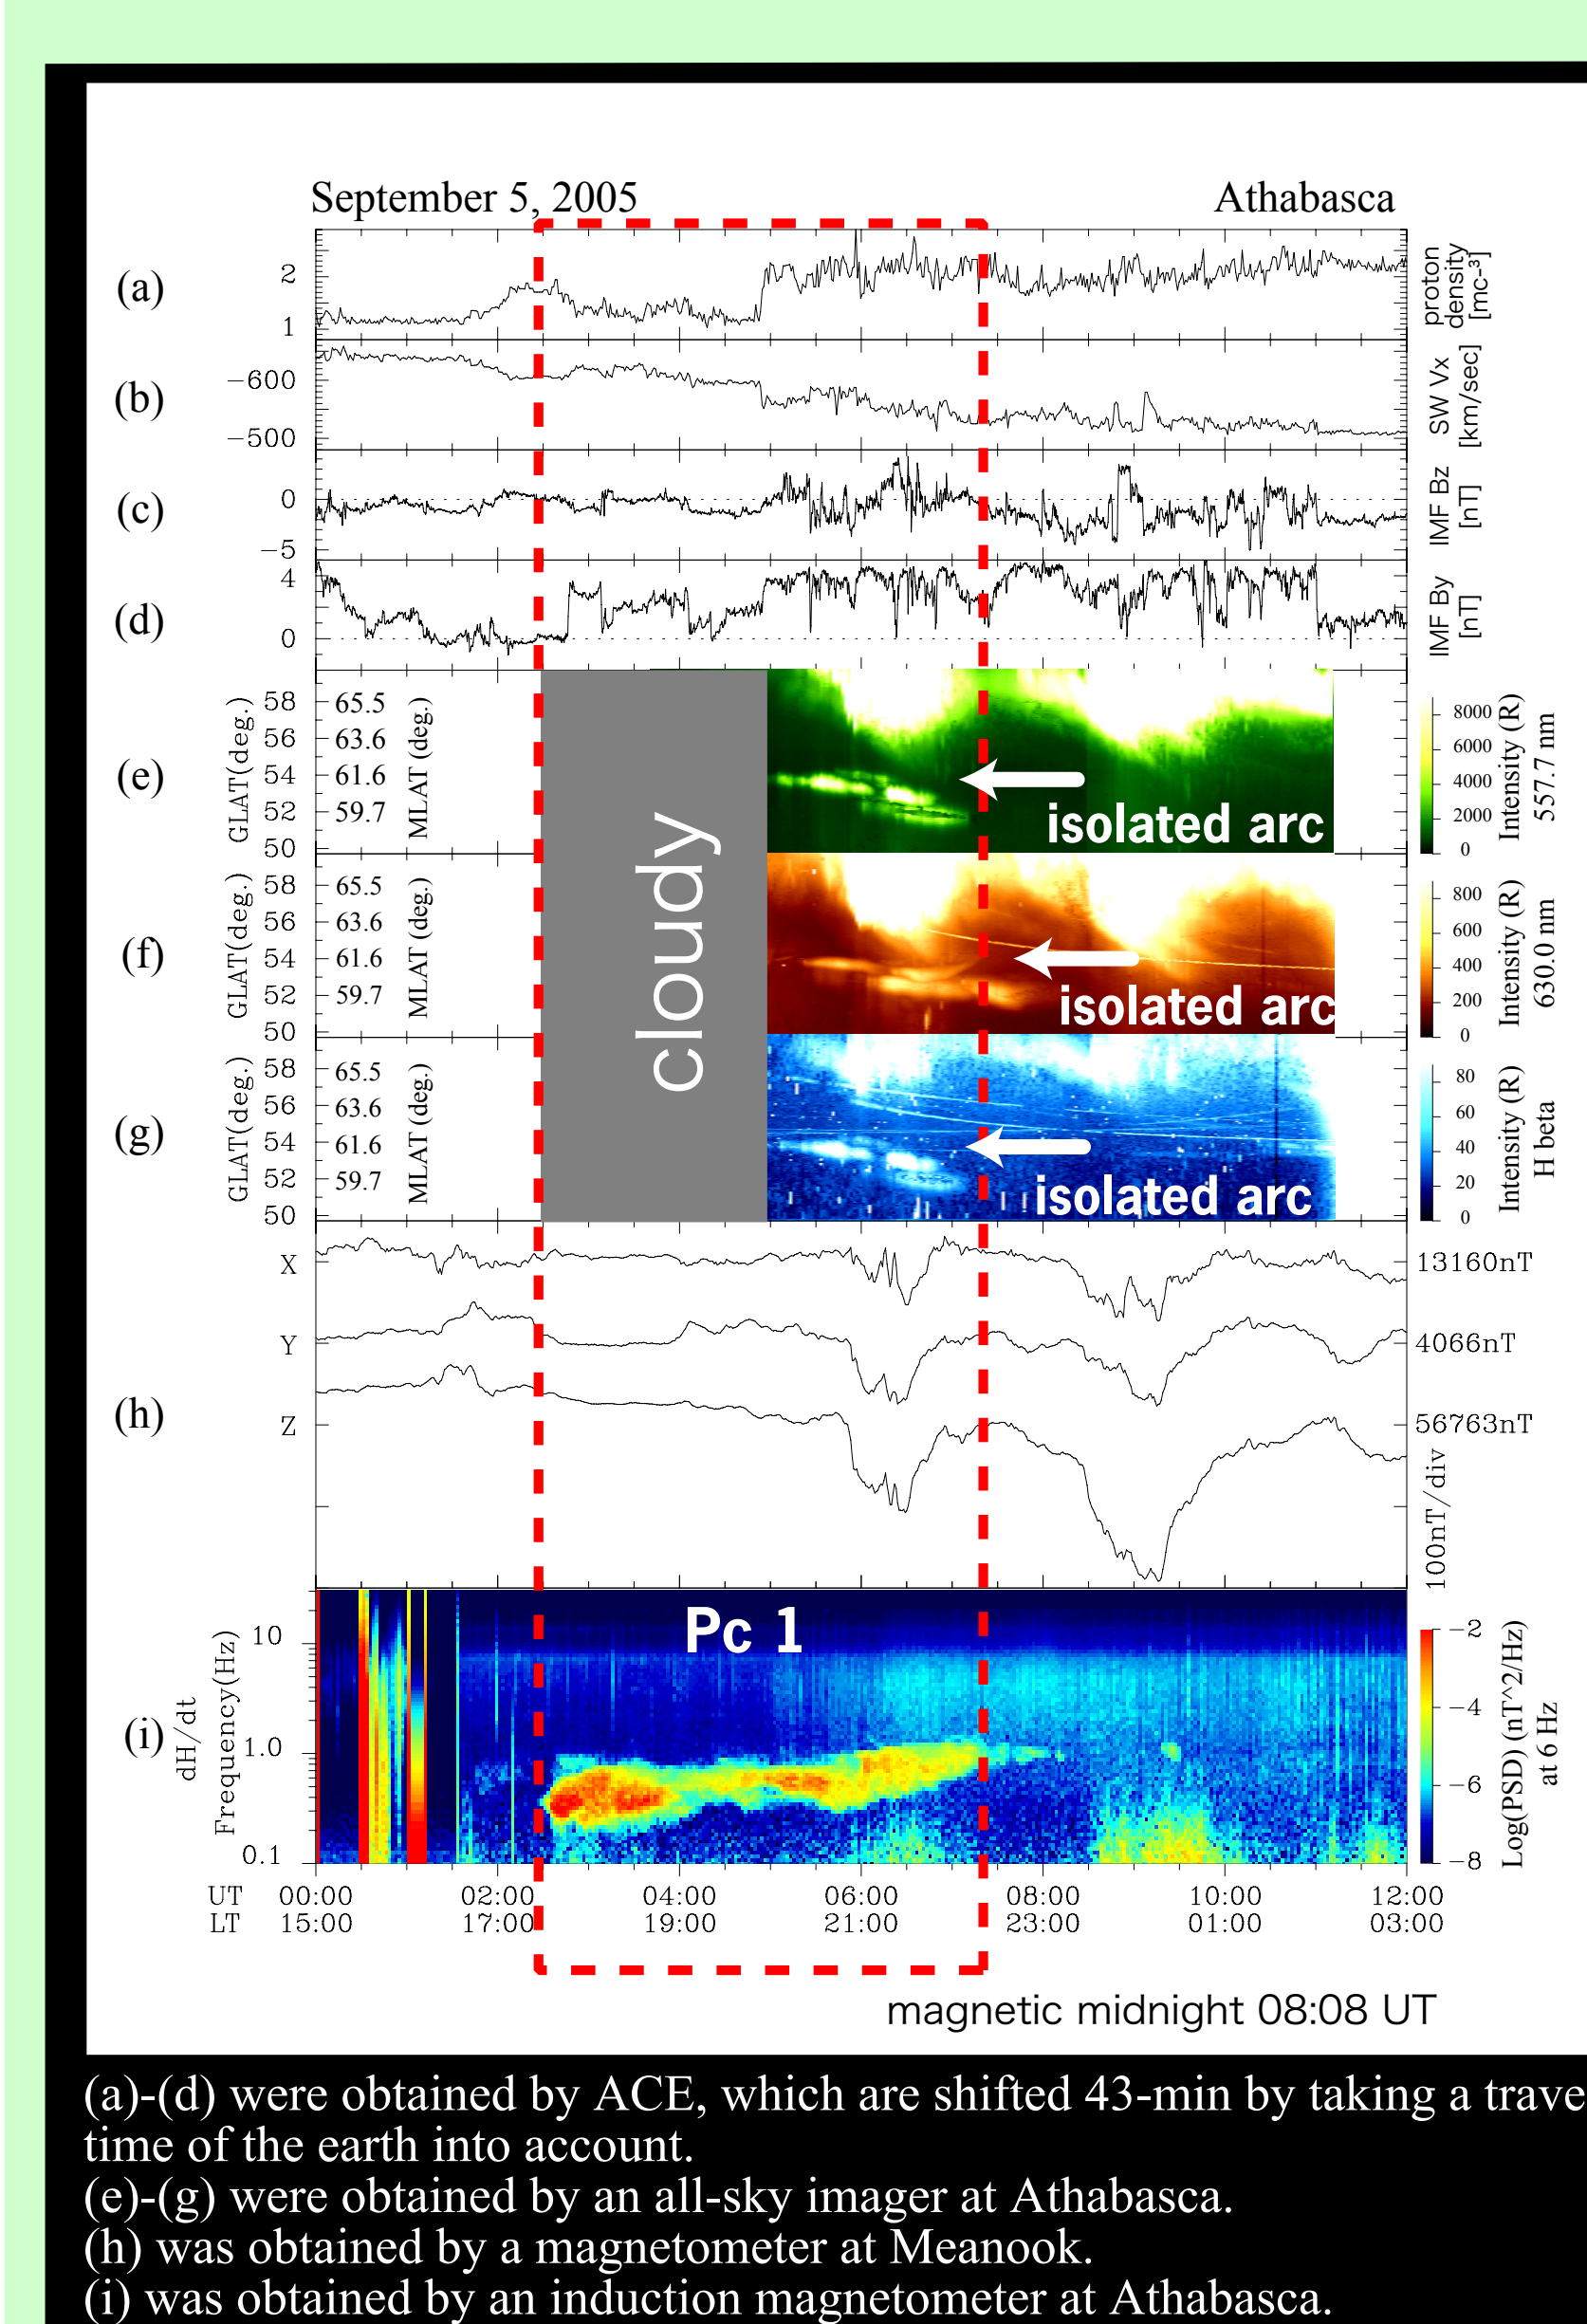 September 5, 2005
Athabasca
(a)
2
1
proton
density
[mc-³]
(b)
−600
−500
SW Vx
[km/sec]
(c)
0
−5
IMF Bz
[nT]
(d)
4
0
IMF By
[nT]
(e)
GLAT(deg.)
58
56
54
52
50
65.5
63.6
61.6
59.7
MLAT (deg.)
cloudy
isolated arc
8000
6000
4000
2000
0
Intensity (R)
557.7 nm
(f)
GLAT(deg.)
58
56
54
52
50
65.5
63.6
61.6
59.7
MLAT (deg.)
isolated arc
800
600
400
200
0
Intensity (R)
630.0 nm
(g)
GLAT(deg.)
58
56
54
52
50
65.5
63.6
61.6
59.7
MLAT (deg.)
isolated arc
80
60
40
20
0
Intensity (R)
H beta
(h)
X
Y
Z
13160nT
4066nT
56763nT
100nT/div
(i)
dH/dt
Frequency(Hz)
10
1.0
0.1
Pc 1
−2
−4
−6
−8
Log(PSD) (nT^2/Hz)
at 6 Hz
UT 00:00 02:00 04:00 06:00 08:00 10:00 12:00
LT 15:00 17:00 19:00 21:00 23:00 01:00 03:00
magnetic midnight 08:08 UT
(a)-(d) were obtained by ACE, which are shifted 43-min by taking a trave
time of the earth into account.
(e)-(g) were obtained by an all-sky imager at Athabasca.
(h) was obtained by a magnetometer at Meanook.
(i) was obtained by an induction magnetometer at Athabasca.